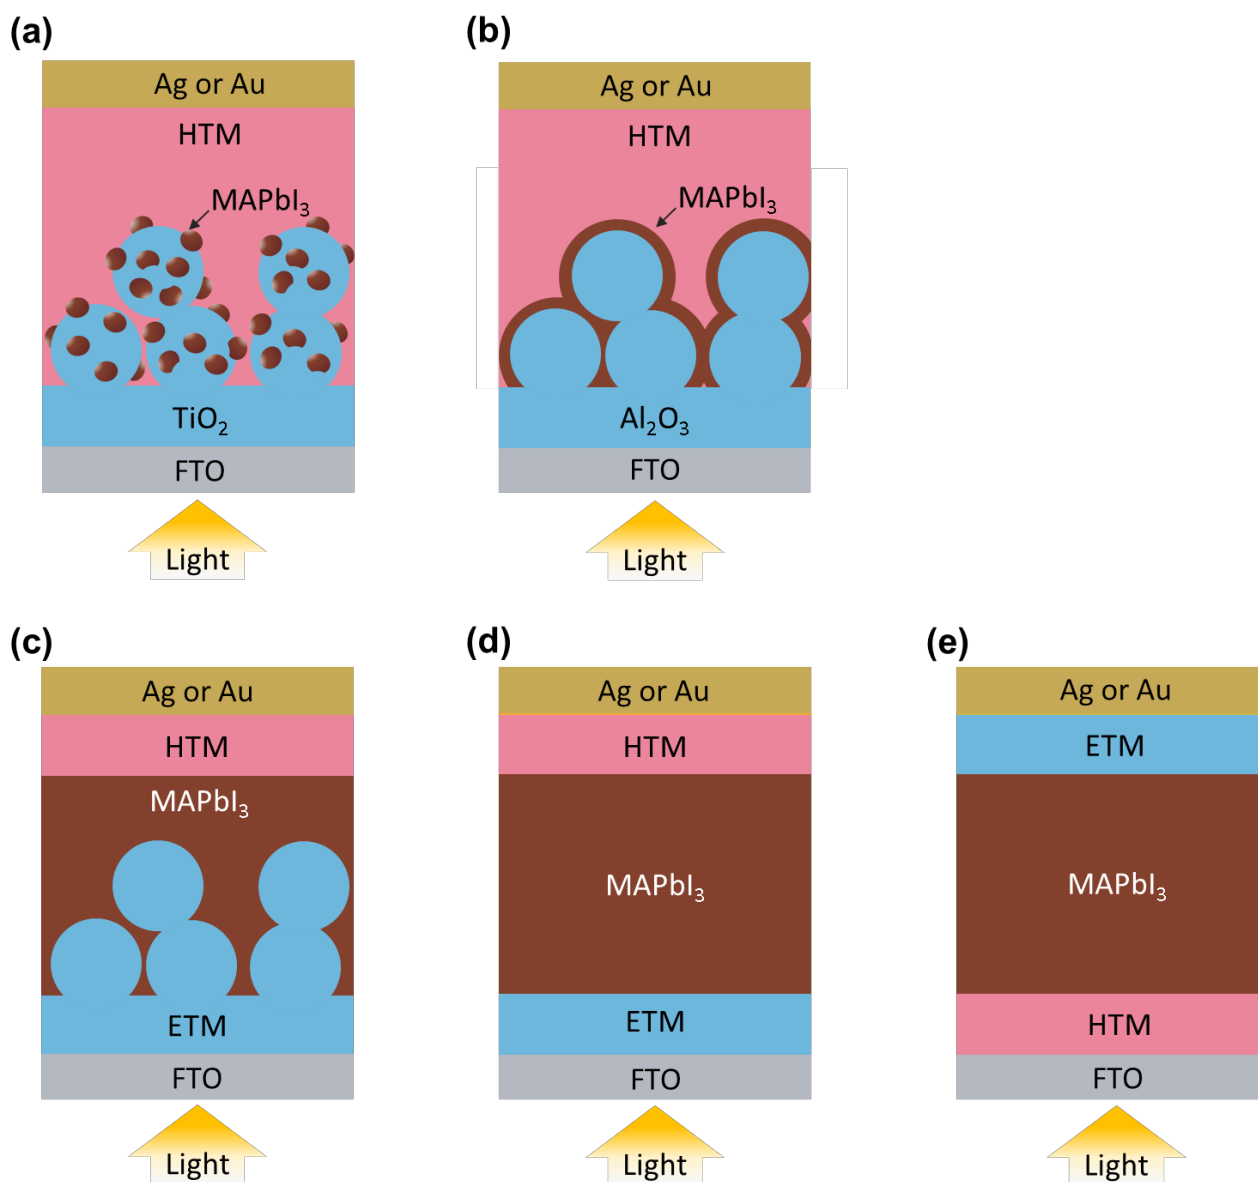 (a)
Ag or Au
HTM
MAPbI₃
TiO₂
FTO
Light
(b)
Ag or Au
HTM
MAPbI₃
Al₂O₃
FTO
Light
(c)
Ag or Au
HTM
MAPbI₃
ETM
FTO
Light
(d)
Ag or Au
HTM
MAPbI₃
ETM
FTO
Light
(e)
Ag or Au
ETM
MAPbI₃
HTM
FTO
Light